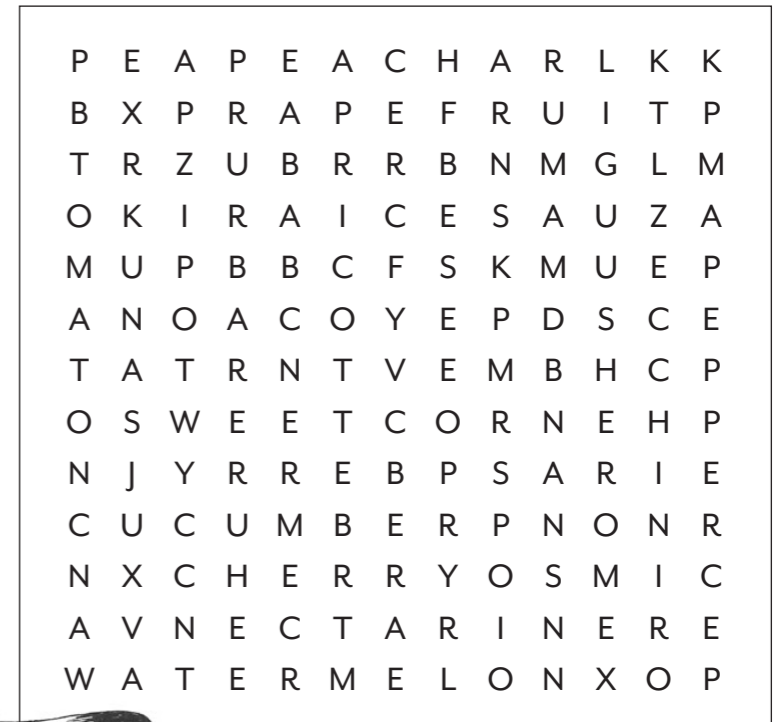 P E A P E A C H A R L K K
B X P R A P E F R U I T P
T R Z U B R R B N M G L M
O K I R A I C E S A U Z A
M U P B B C F S K M U E P
A N O A C O Y E P D S C E
T A T R N T V E M B H C P
O S W E E T C O R N E H P
N J Y R R E B P S A R I E
C U C U M B E R P N O N R
N X C H E R R Y O S M I C
A V N E C T A R I N E R E
W A T E R M E L O N X O P